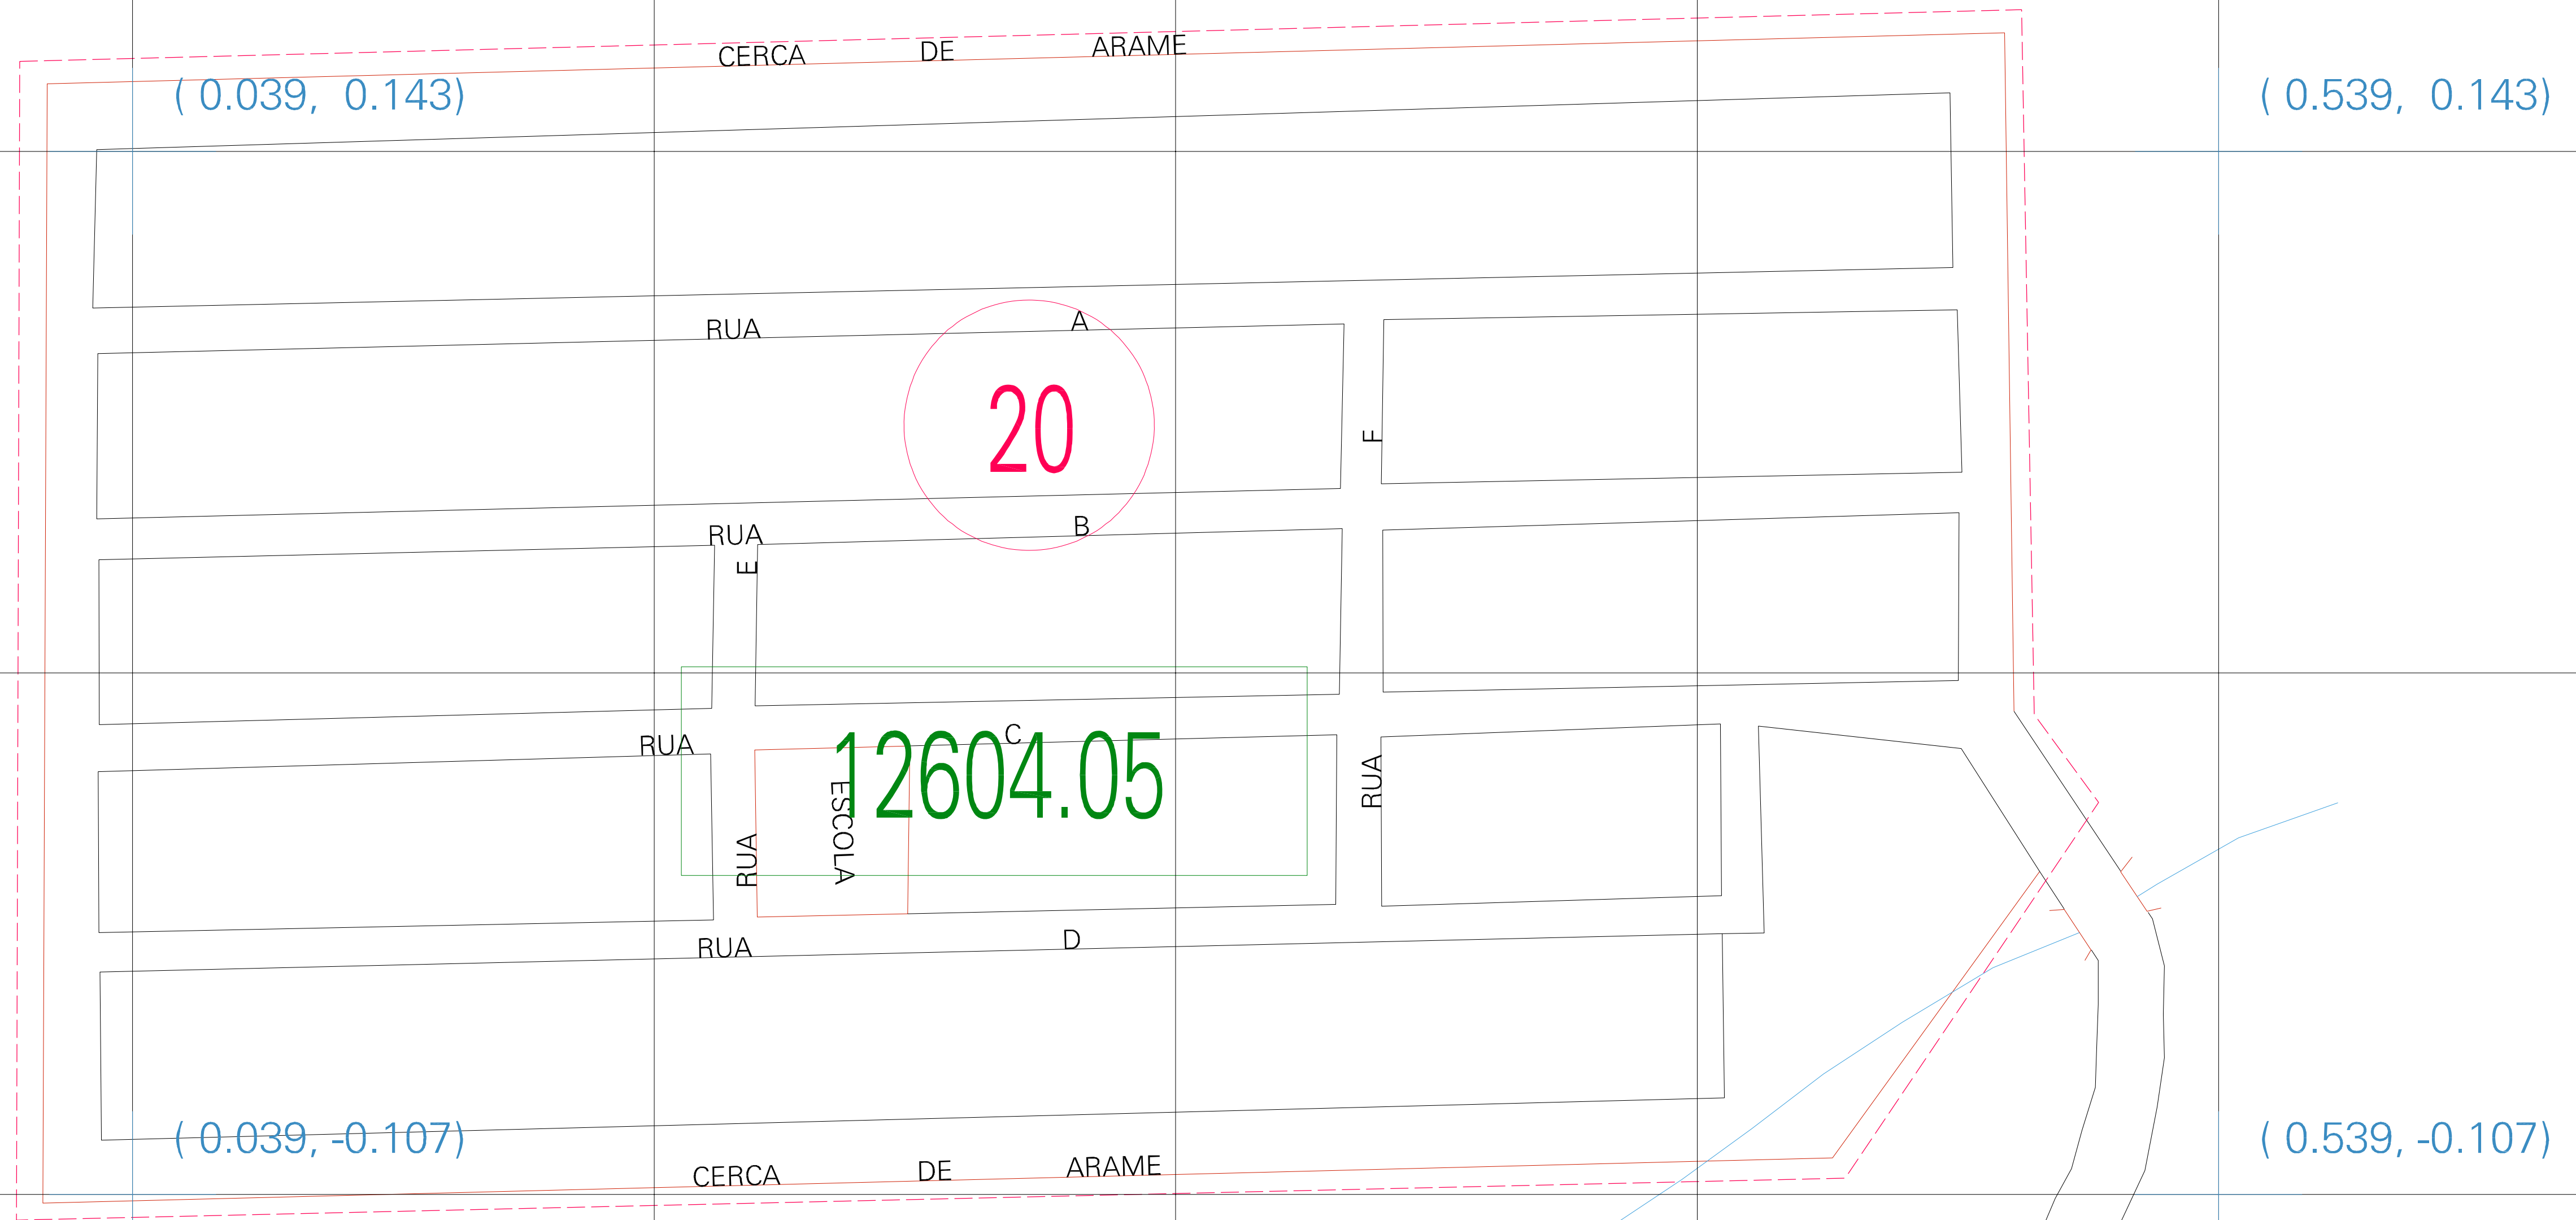 CERCA DE ARAME
( 0.039, 0.143)
( 0.539, 0.143)
RUA A
20
F
RUA B
E
RUA C
12604.05
RUA
ESCOLA
RUA
RUA D
( 0.039, -0.107)
( 0.539, -0.107)
CERCA DE ARAME